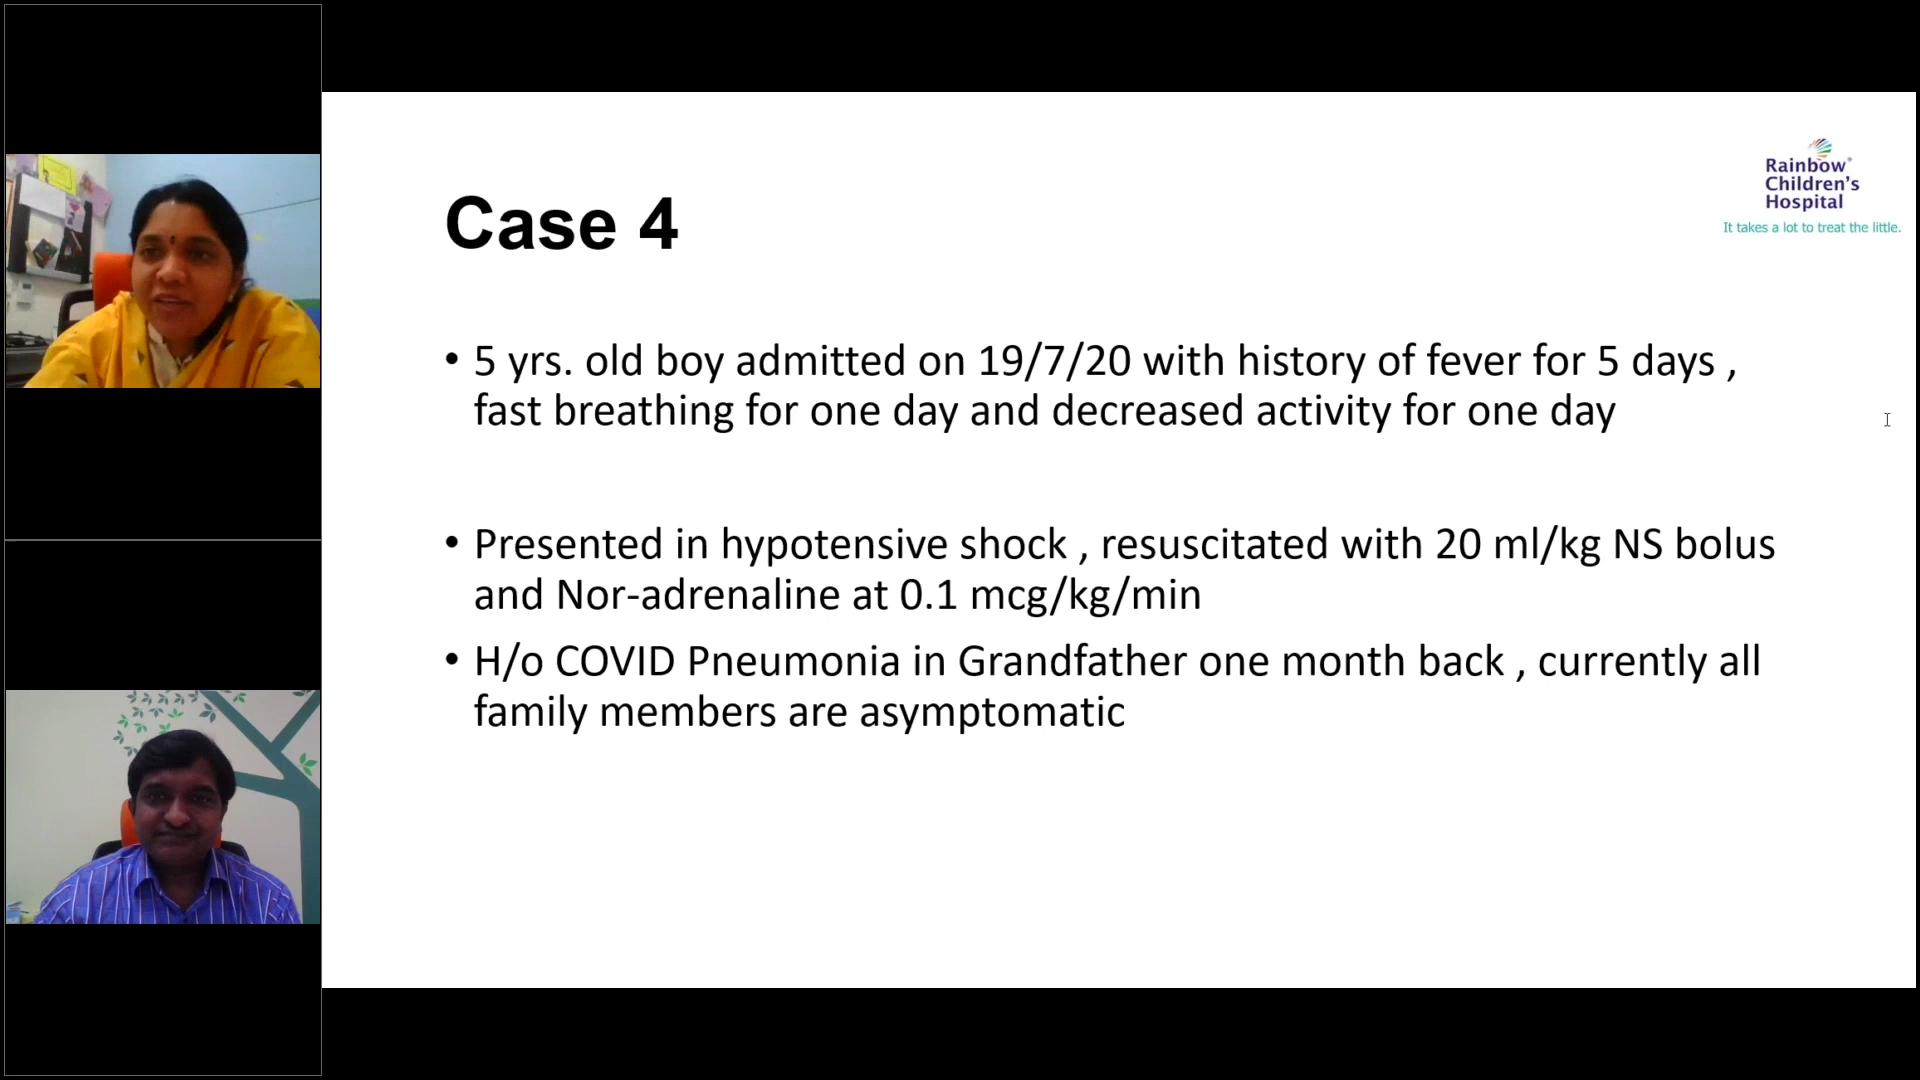 Rainbow®
Children's
Hospital
It takes a lot to treat the little.
Case 4
• 5 yrs. old boy admitted on 19/7/20 with history of fever for 5 days ,
fast breathing for one day and decreased activity for one day
• Presented in hypotensive shock , resuscitated with 20 ml/kg NS bolus
and Nor-adrenaline at 0.1 mcg/kg/min
• H/o COVID Pneumonia in Grandfather one month back , currently all
family members are asymptomatic